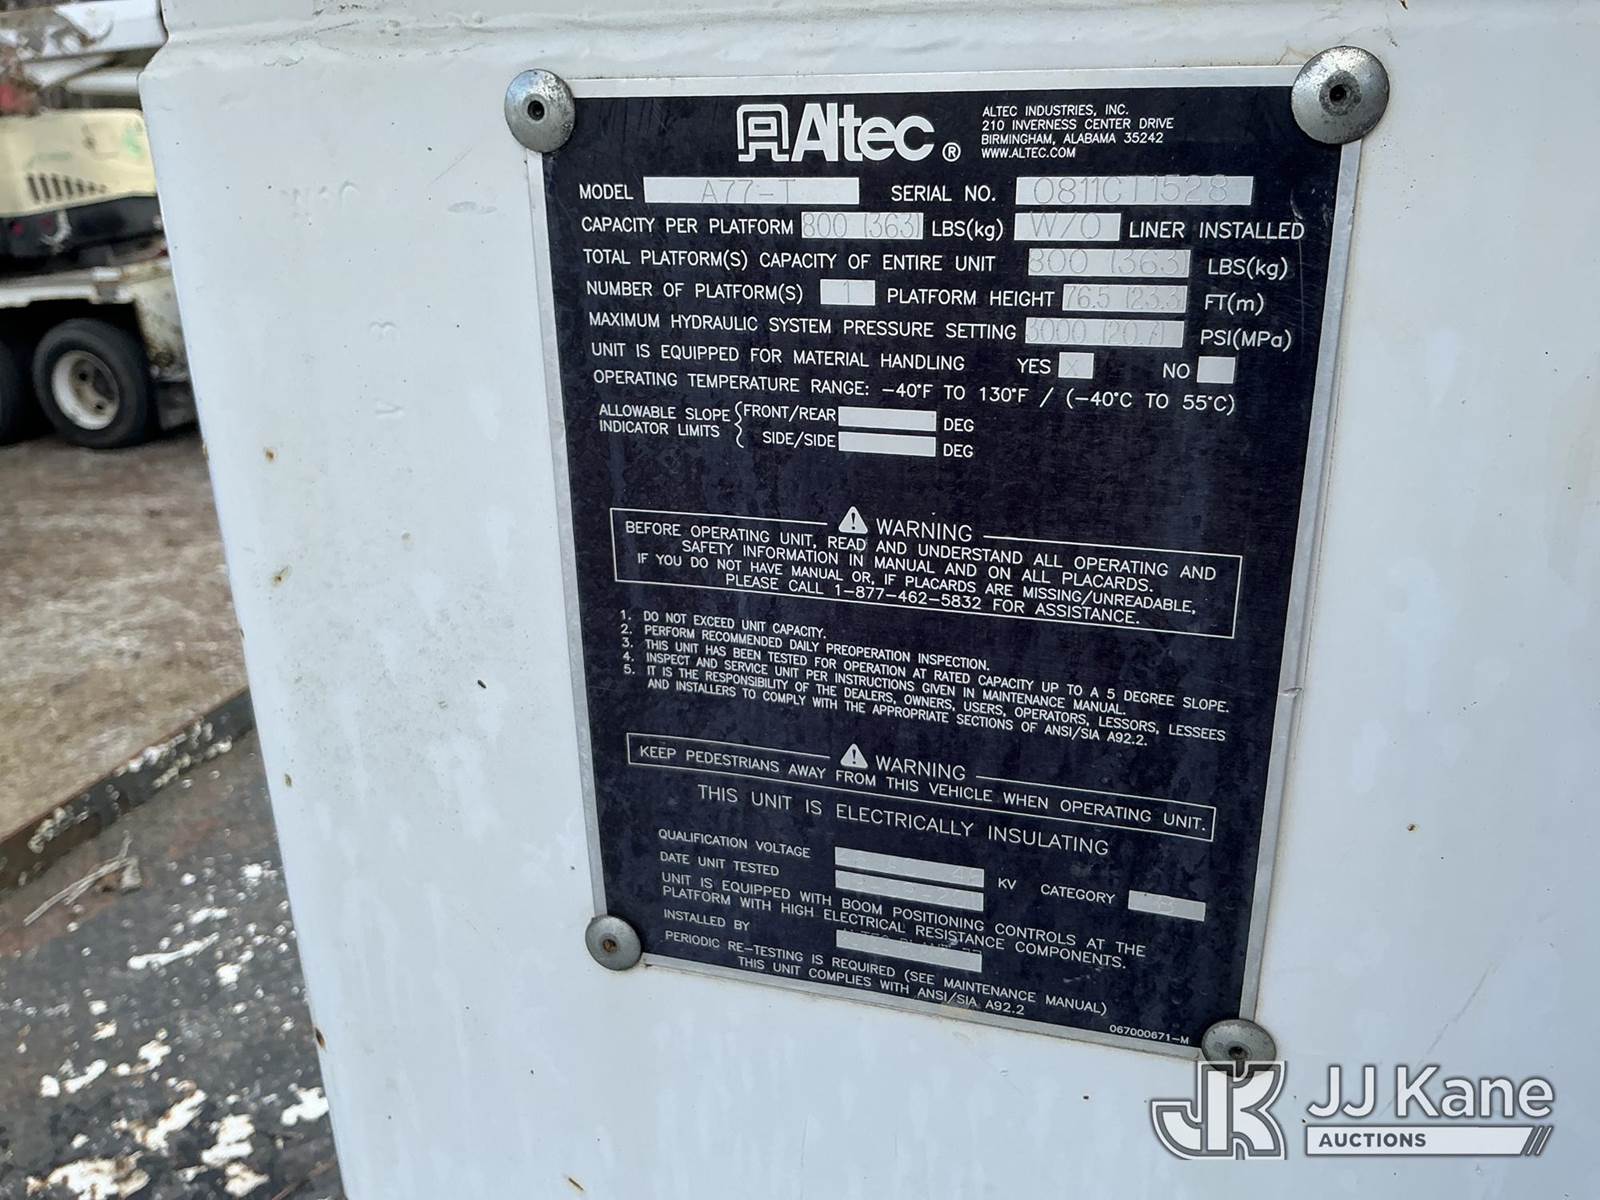 Altec®
ALTEC INDUSTRIES, INC.
210 INVERNESS CENTER DRIVE
BIRMINGHAM, ALABAMA 35242
WWW.ALTEC.COM
MODEL A77-T SERIAL NO. 0811CT1528
CAPACITY PER PLATFORM 800 (363) LBS(kg) W/O LINER INSTALLED
TOTAL PLATFORM(S) CAPACITY OF ENTIRE UNIT 800 (363) LBS(kg)
NUMBER OF PLATFORM(S) 1 PLATFORM HEIGHT 76.5 (23.3) FT(m)
MAXIMUM HYDRAULIC SYSTEM PRESSURE SETTING 3000 (20.7) PSI(MPa)
UNIT IS EQUIPPED FOR MATERIAL HANDLING YES X NO
OPERATING TEMPERATURE RANGE: -40°F TO 130°F / (-40°C TO 55°C)
ALLOWABLE SLOPE { FRONT/REAR DEG
INDICATOR LIMITS SIDE/SIDE DEG
⚠ WARNING
BEFORE OPERATING UNIT, READ AND UNDERSTAND ALL OPERATING AND
SAFETY INFORMATION IN MANUAL AND ON ALL PLACARDS.
IF YOU DO NOT HAVE MANUAL OR, IF PLACARDS ARE MISSING/UNREADABLE,
PLEASE CALL 1-877-462-5832 FOR ASSISTANCE.
1. DO NOT EXCEED UNIT CAPACITY.
2. PERFORM RECOMMENDED DAILY PREOPERATION INSPECTION.
3. THIS UNIT HAS BEEN TESTED FOR OPERATION AT RATED CAPACITY UP TO A 5 DEGREE SLOPE.
4. INSPECT AND SERVICE UNIT PER INSTRUCTIONS GIVEN IN MAINTENANCE MANUAL.
5. IT IS THE RESPONSIBILITY OF THE DEALERS, OWNERS, USERS, OPERATORS, LESSORS, LESSEES
AND INSTALLERS TO COMPLY WITH THE APPROPRIATE SECTIONS OF ANSI/SIA A92.2.
⚠ WARNING
KEEP PEDESTRIANS AWAY FROM THIS VEHICLE WHEN OPERATING UNIT.
THIS UNIT IS ELECTRICALLY INSULATING
QUALIFICATION VOLTAGE KV CATEGORY B
DATE UNIT TESTED
UNIT IS EQUIPPED WITH BOOM POSITIONING CONTROLS AT THE
PLATFORM WITH HIGH ELECTRICAL RESISTANCE COMPONENTS.
INSTALLED BY
PERIODIC RE-TESTING IS REQUIRED (SEE MAINTENANCE MANUAL)
THIS UNIT COMPLIES WITH ANSI/SIA A92.2
067000671-M
JK JJ Kane
AUCTIONS